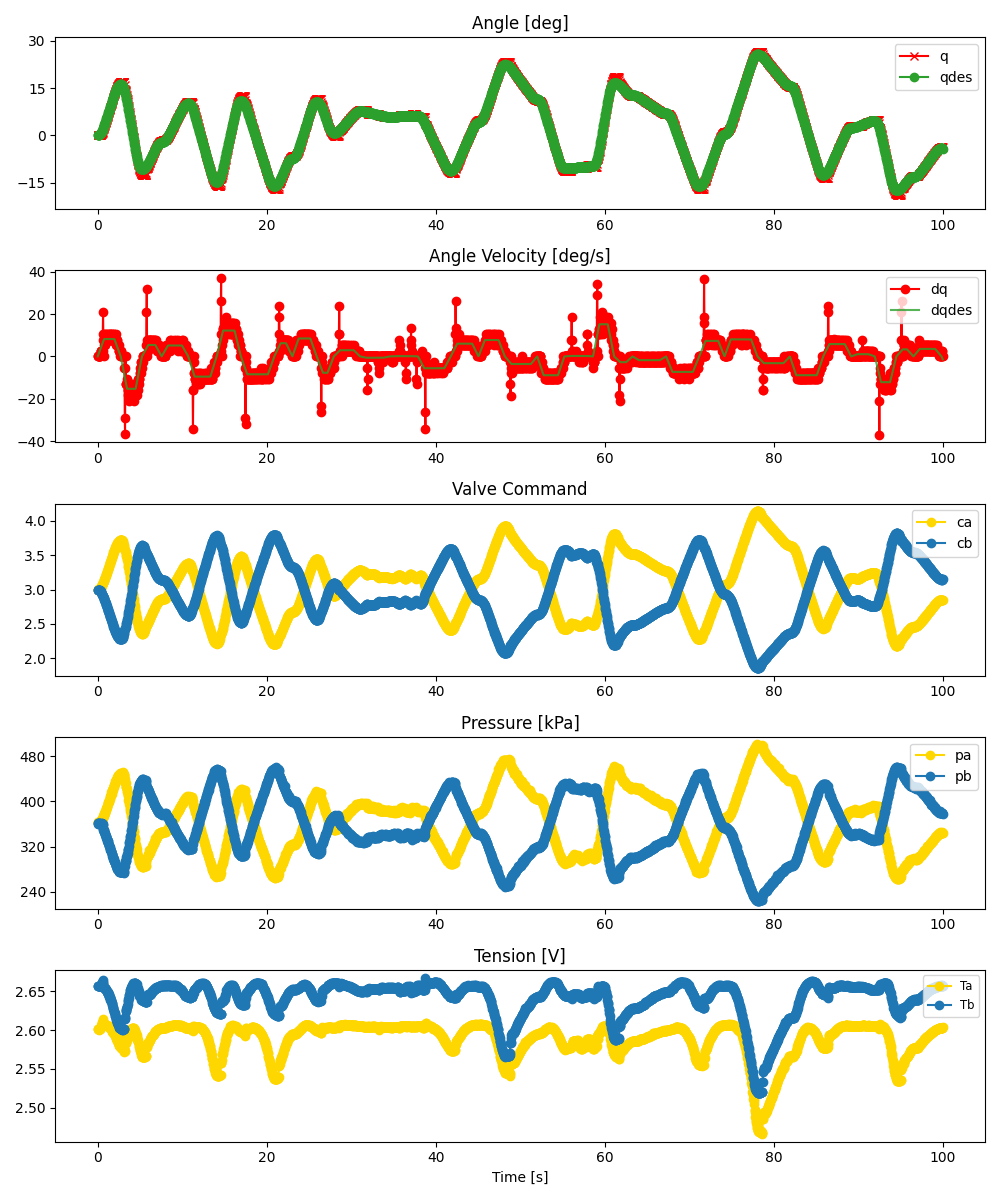 Angle [deg]
30
15
0
−15
q
qdes
0 20 40 60 80 100
Angle Velocity [deg/s]
40
20
0
−20
−40
dq
dqdes
0 20 40 60 80 100
Valve Command
4.0
3.5
3.0
2.5
2.0
ca
cb
0 20 40 60 80 100
Pressure [kPa]
480
400
320
240
pa
pb
0 20 40 60 80 100
Tension [V]
2.65
2.60
2.55
2.50
Ta
Tb
0 20 40 60 80 100
Time [s]